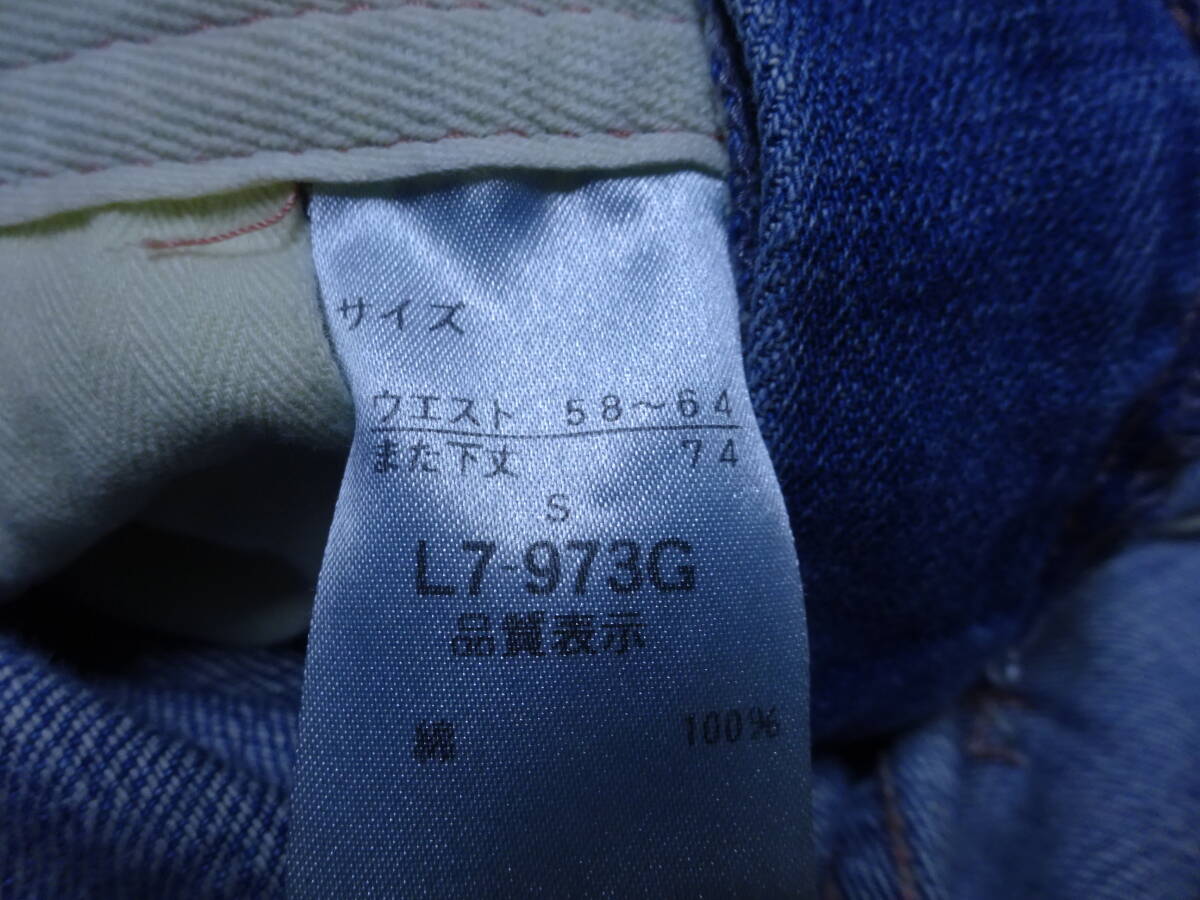 サイズ
ウエスト 58〜64
また下丈 74
S
L7-973G
品質表示
綿 100%